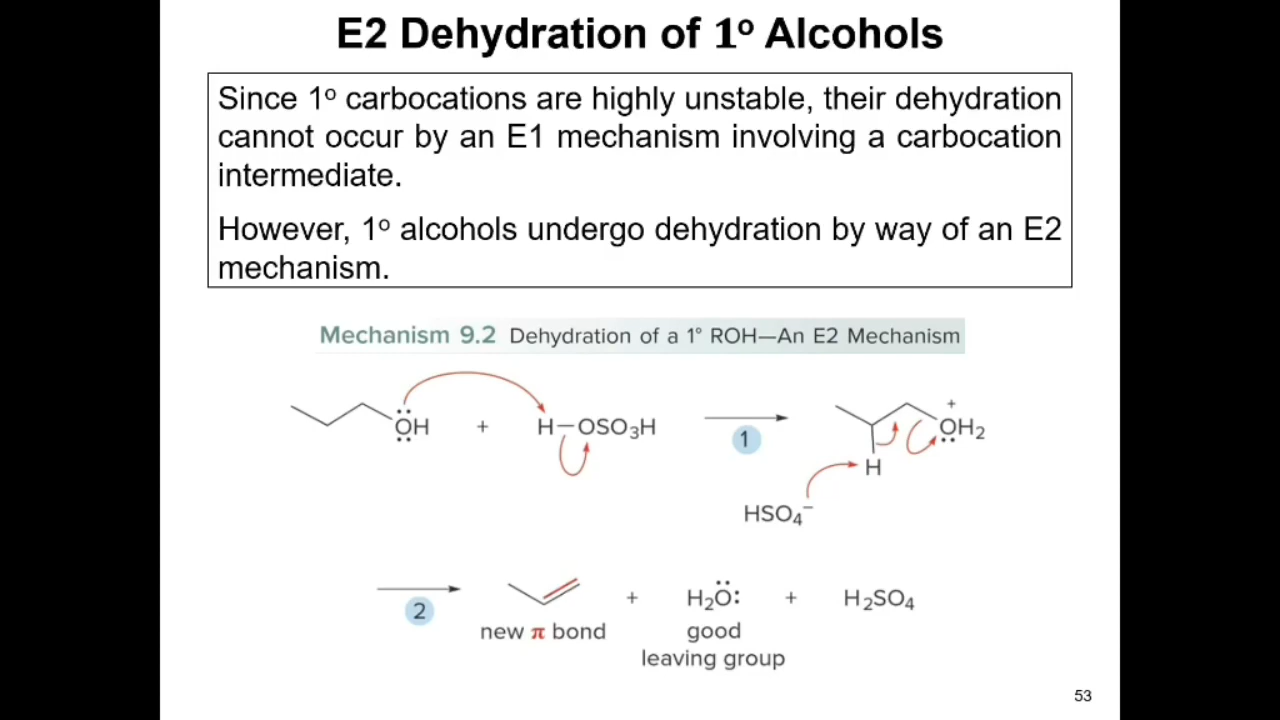 E2 Dehydration of 1º Alcohols
Since 1º carbocations are highly unstable, their dehydration
cannot occur by an E1 mechanism involving a carbocation
intermediate.
However, 1º alcohols undergo dehydration by way of an E2
mechanism.
Mechanism 9.2 Dehydration of a 1° ROH—An E2 Mechanism
ÖH + H—OSO₃H 1 +OH₂
H
HSO₄⁻
2 + H₂Ö: + H₂SO₄
new π bond good
leaving group
53